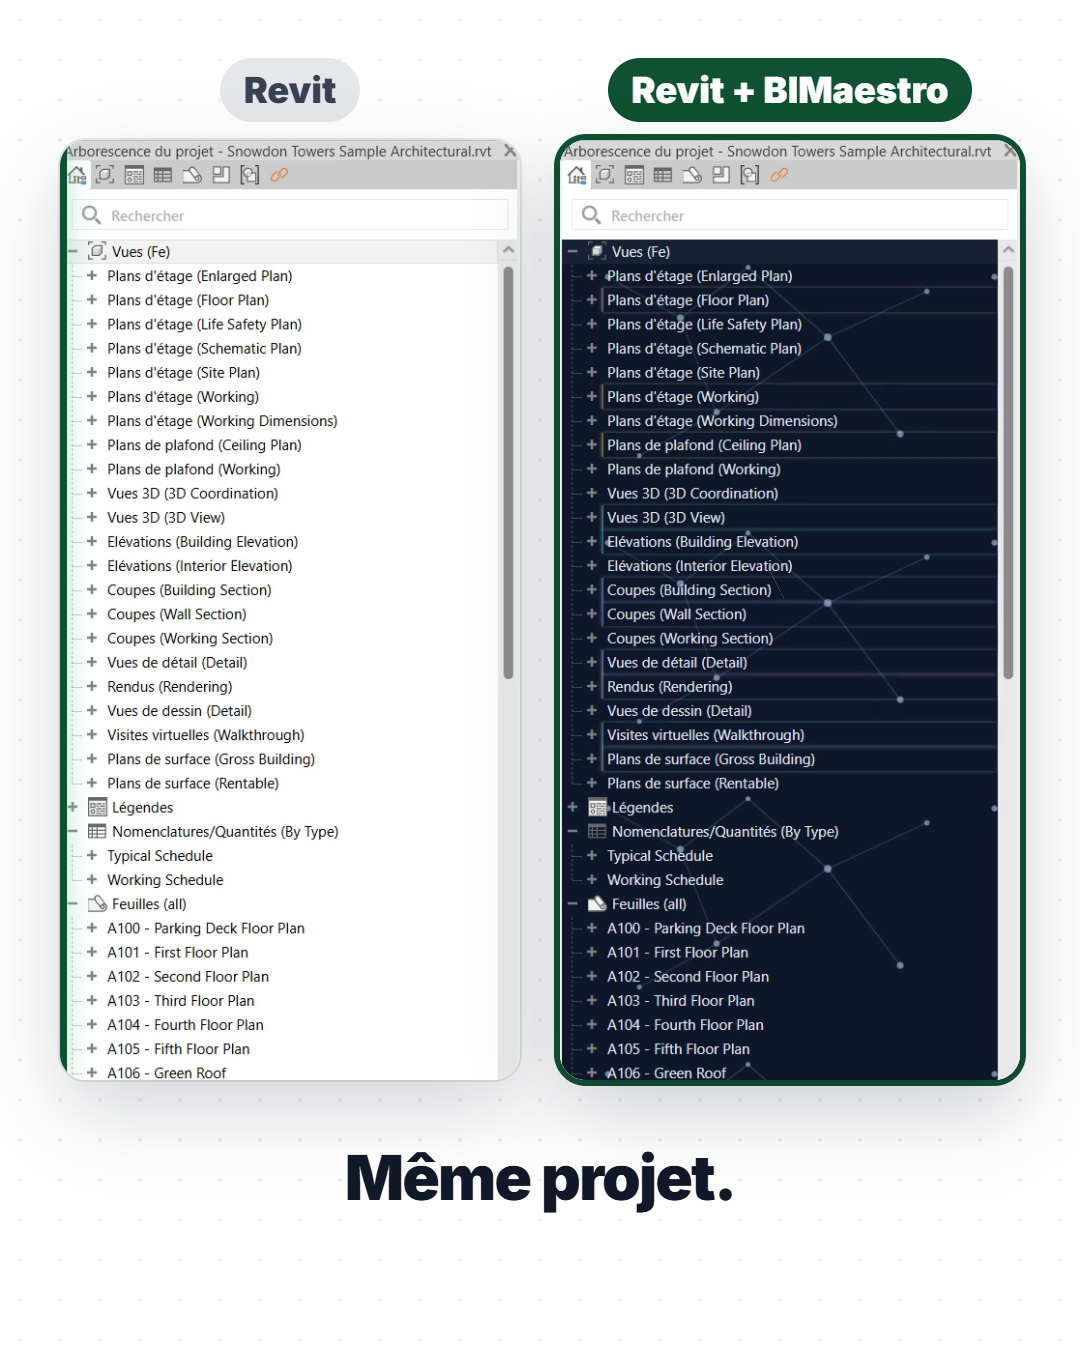 Revit
Arborescence du projet - Snowdon Towers Sample Architectural.rvt
Rechercher
Vues (Fe)
Plans d'étage (Enlarged Plan)
Plans d'étage (Floor Plan)
Plans d'étage (Life Safety Plan)
Plans d'étage (Schematic Plan)
Plans d'étage (Site Plan)
Plans d'étage (Working)
Plans d'étage (Working Dimensions)
Plans de plafond (Ceiling Plan)
Plans de plafond (Working)
Vues 3D (3D Coordination)
Vues 3D (3D View)
Elévations (Building Elevation)
Elévations (Interior Elevation)
Coupes (Building Section)
Coupes (Wall Section)
Coupes (Working Section)
Vues de détail (Detail)
Rendus (Rendering)
Vues de dessin (Detail)
Visites virtuelles (Walkthrough)
Plans de surface (Gross Building)
Plans de surface (Rentable)
Légendes
Nomenclatures/Quantités (By Type)
Typical Schedule
Working Schedule
Feuilles (all)
A100 - Parking Deck Floor Plan
A101 - First Floor Plan
A102 - Second Floor Plan
A103 - Third Floor Plan
A104 - Fourth Floor Plan
A105 - Fifth Floor Plan
A106 - Green Roof
Revit + BIMaestro
Arborescence du projet - Snowdon Towers Sample Architectural.rvt
Rechercher
Vues (Fe)
Plans d'étage (Enlarged Plan)
Plans d'étage (Floor Plan)
Plans d'étage (Life Safety Plan)
Plans d'étage (Schematic Plan)
Plans d'étage (Site Plan)
Plans d'étage (Working)
Plans d'étage (Working Dimensions)
Plans de plafond (Ceiling Plan)
Plans de plafond (Working)
Vues 3D (3D Coordination)
Vues 3D (3D View)
Elévations (Building Elevation)
Elévations (Interior Elevation)
Coupes (Building Section)
Coupes (Wall Section)
Coupes (Working Section)
Vues de détail (Detail)
Rendus (Rendering)
Vues de dessin (Detail)
Visites virtuelles (Walkthrough)
Plans de surface (Gross Building)
Plans de surface (Rentable)
Légendes
Nomenclatures/Quantités (By Type)
Typical Schedule
Working Schedule
Feuilles (all)
A100 - Parking Deck Floor Plan
A101 - First Floor Plan
A102 - Second Floor Plan
A103 - Third Floor Plan
A104 - Fourth Floor Plan
A105 - Fifth Floor Plan
A106 - Green Roof
Même projet.